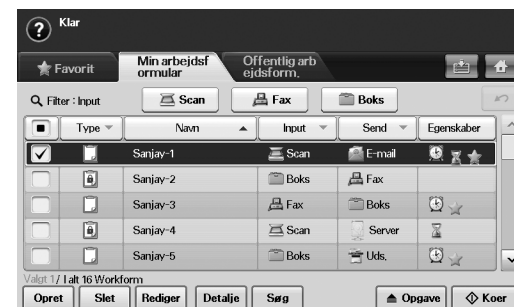 Klar
Favorit
Min arbejdsf
ormular
Offentlig arb
ejdsform.
Filter : Input
Scan
Fax
Boks
Type
Navn
Input
Send
Egenskaber
Sanjay-1 Scan E-mail
Sanjay-2 Boks Fax
Sanjay-3 Fax Boks
Sanjay-4 Scan Server
Sanjay-5 Boks Uds.
Valgt 1/ I alt 16 Workform
Opret
Slet
Rediger
Detalje
Søg
Opgave
Koer